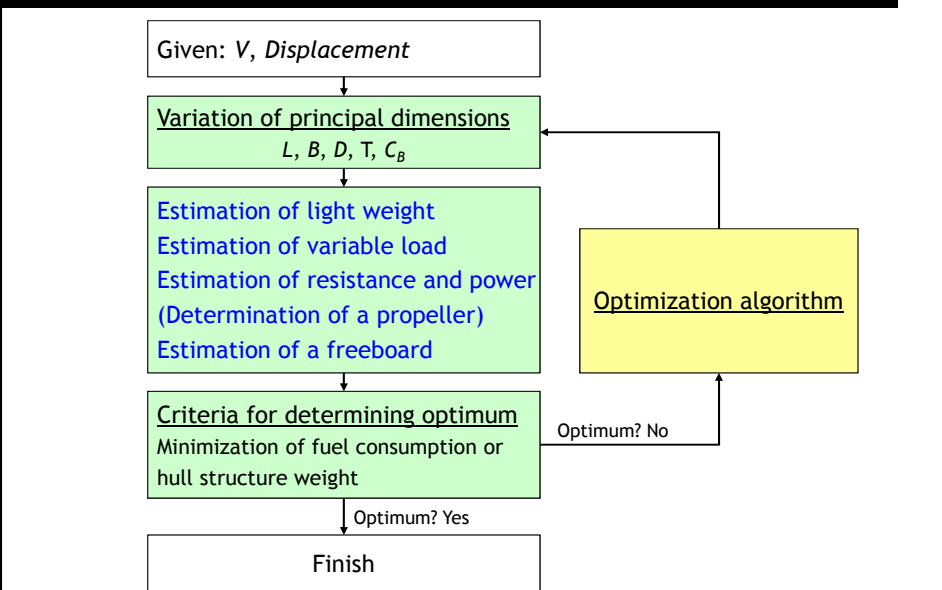 Given: V, Displacement
Variation of principal dimensions
L, B, D, T, C_B
Estimation of light weight
Estimation of variable load
Estimation of resistance and power
(Determination of a propeller)
Estimation of a freeboard
Optimization algorithm
Criteria for determining optimum
Minimization of fuel consumption or
hull structure weight
Optimum? No
Optimum? Yes
Finish